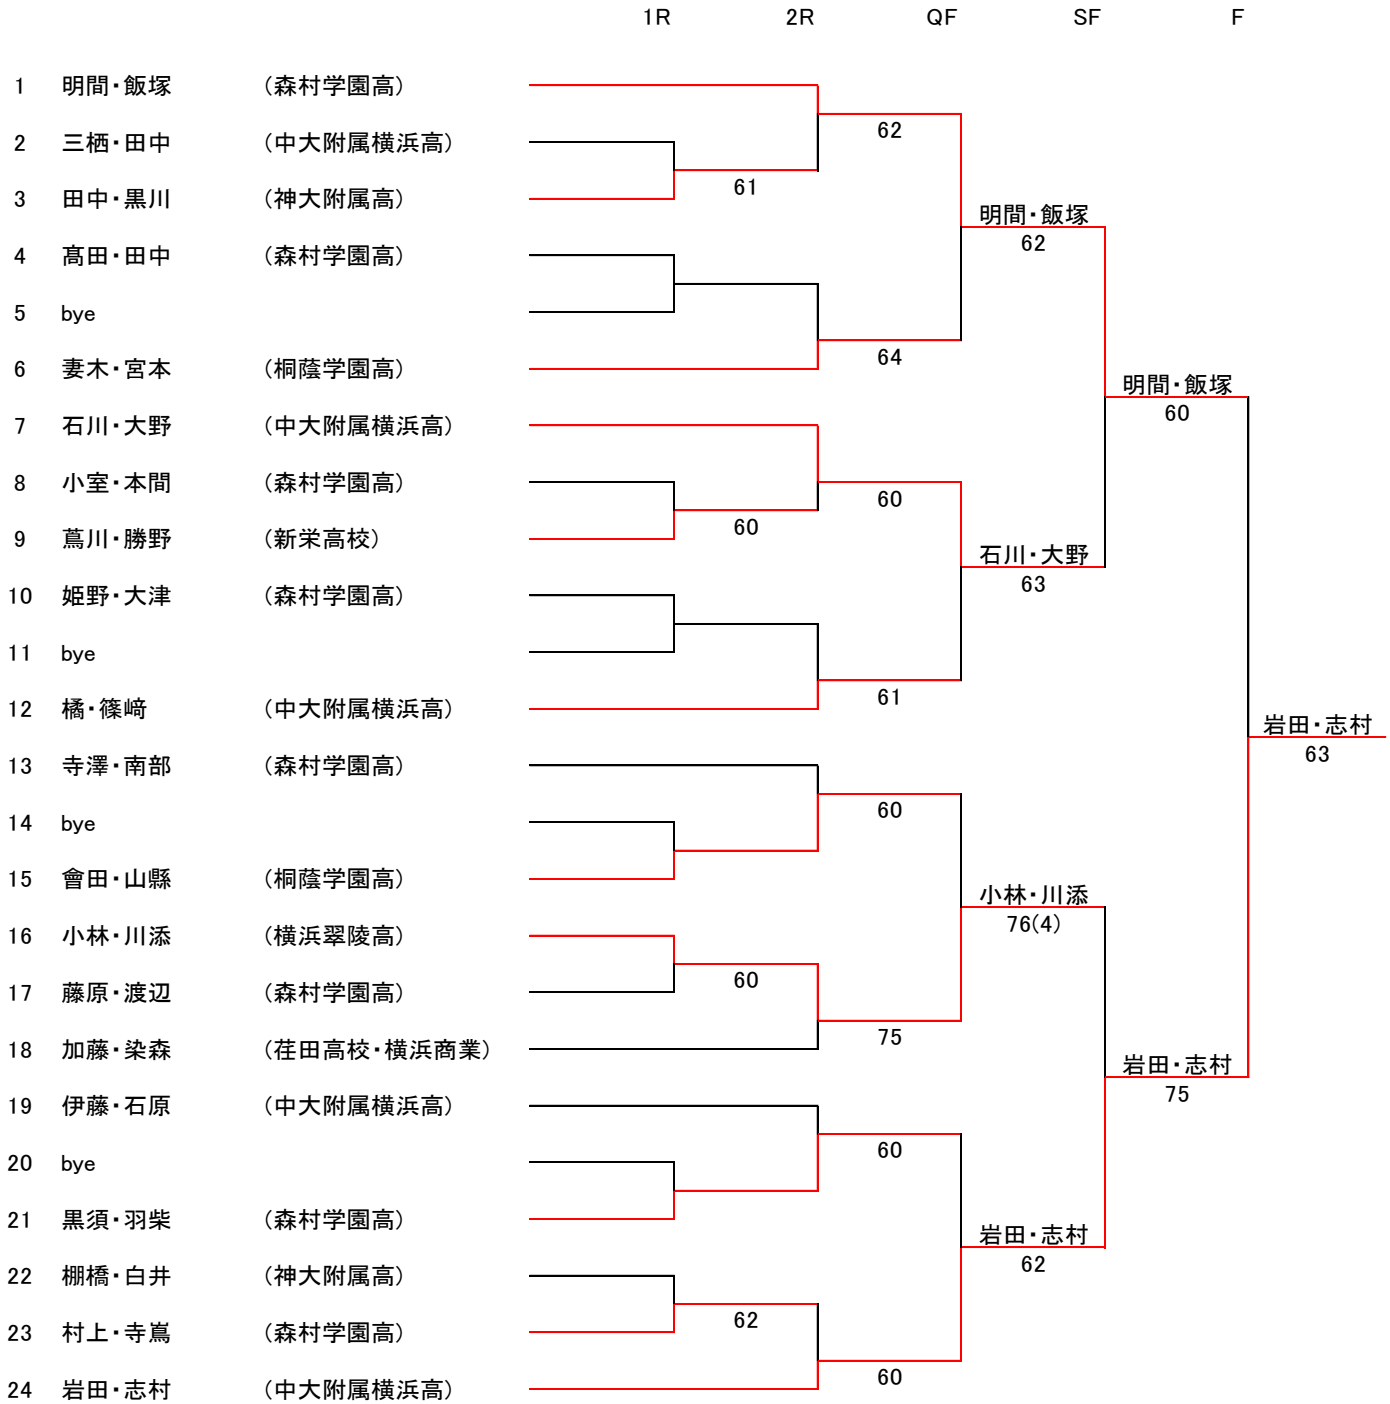 1R 2R QF SF F
1 明間・飯塚 （森村学園高）
62
2 三栖・田中 （中大附属横浜高）
61
3 田中・黒川 （神大附属高）
明間・飯塚
62
4 髙田・田中 （森村学園高）
5 bye
64
6 妻木・宮本 （桐蔭学園高）
明間・飯塚
60
7 石川・大野 （中大附属横浜高）
8 小室・本間 （森村学園高）
60
60
9 蔦川・勝野 （新栄高校）
石川・大野
63
10 姫野・大津 （森村学園高）
11 bye
61
12 橘・篠﨑 （中大附属横浜高）
岩田・志村
63
13 寺澤・南部 （森村学園高）
60
14 bye
15 會田・山縣 （桐蔭学園高）
小林・川添
76(4)
16 小林・川添 （横浜翠陵高）
60
17 藤原・渡辺 （森村学園高）
75
18 加藤・染森 （荏田高校・横浜商業）
岩田・志村
75
19 伊藤・石原 （中大附属横浜高）
60
20 bye
21 黒須・羽柴 （森村学園高）
岩田・志村
62
22 棚橋・白井 （神大附属高）
62
23 村上・寺嶌 （森村学園高）
60
24 岩田・志村 （中大附属横浜高）